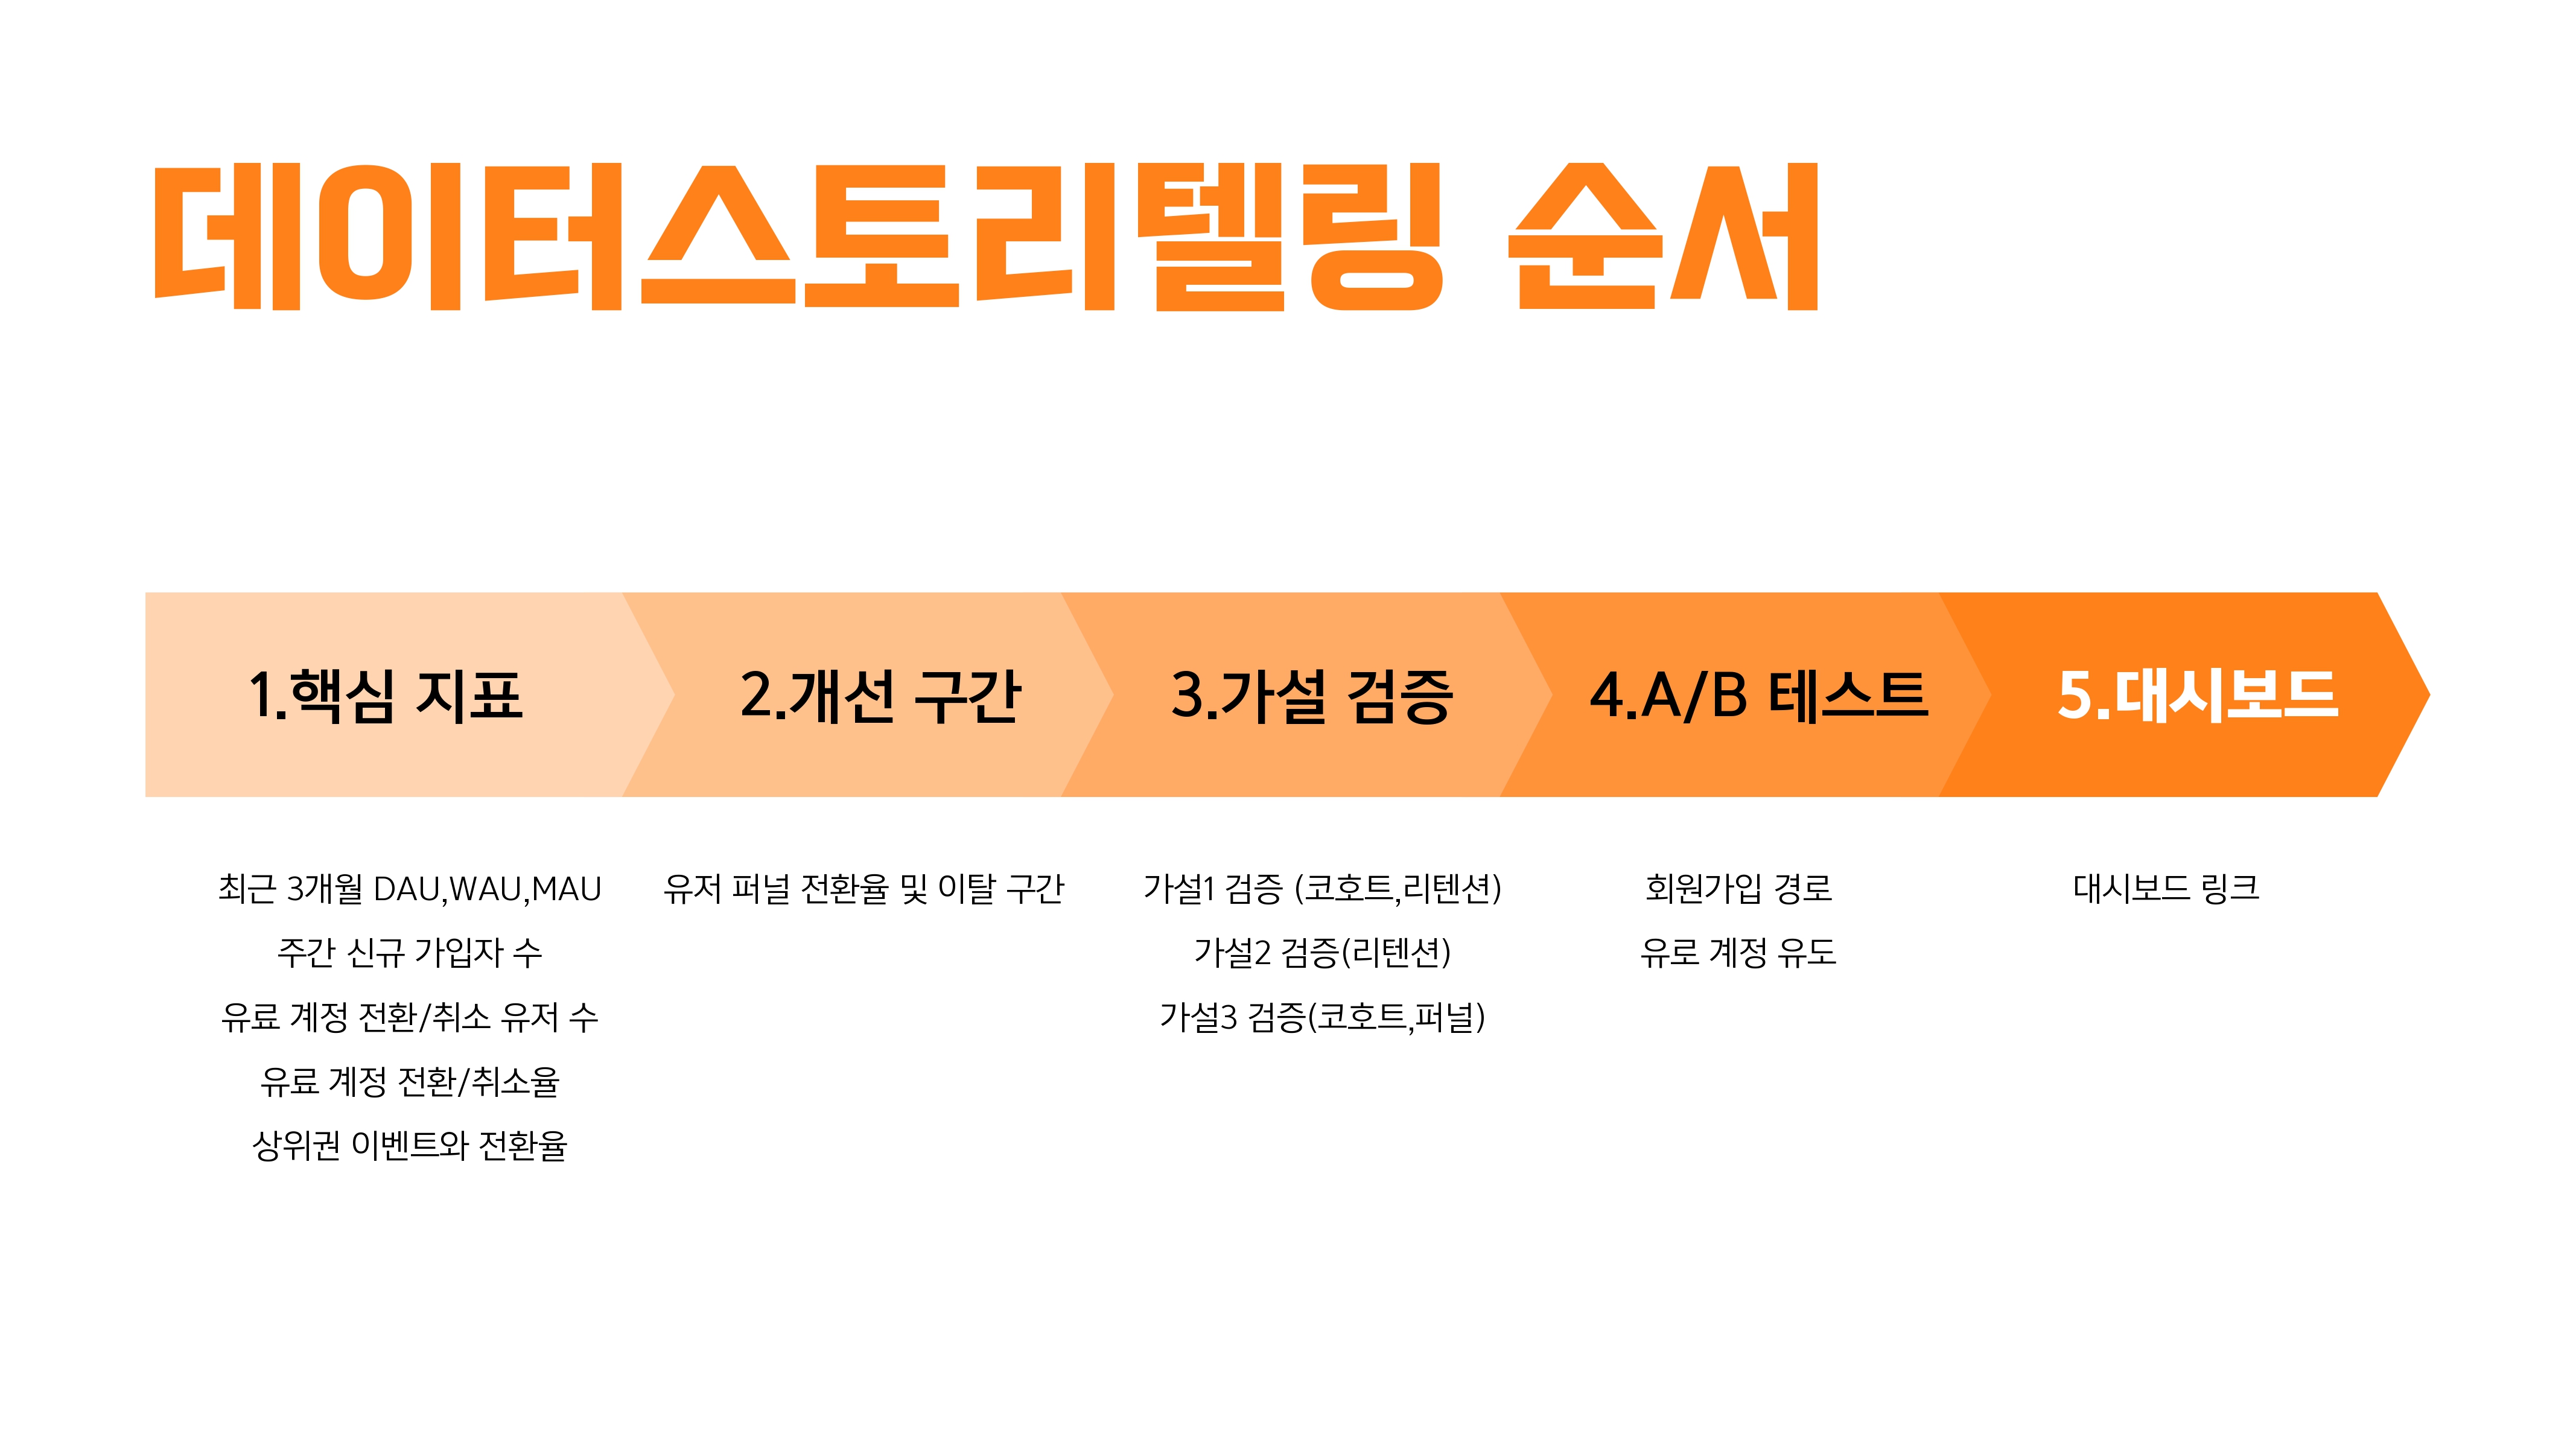 데이터스토리텔링 순서
1.핵심 지표
최근 3개월 DAU,WAU,MAU
주간 신규 가입자 수
유료 계정 전환/취소 유저 수
유료 계정 전환/취소율
상위권 이벤트와 전환율
2.개선 구간
유저 퍼널 전환율 및 이탈 구간
3.가설 검증
가설1 검증 (코호트,리텐션)
가설2 검증(리텐션)
가설3 검증(코호트,퍼널)
4.A/B 테스트
회원가입 경로
유로 계정 유도
5.대시보드
대시보드 링크